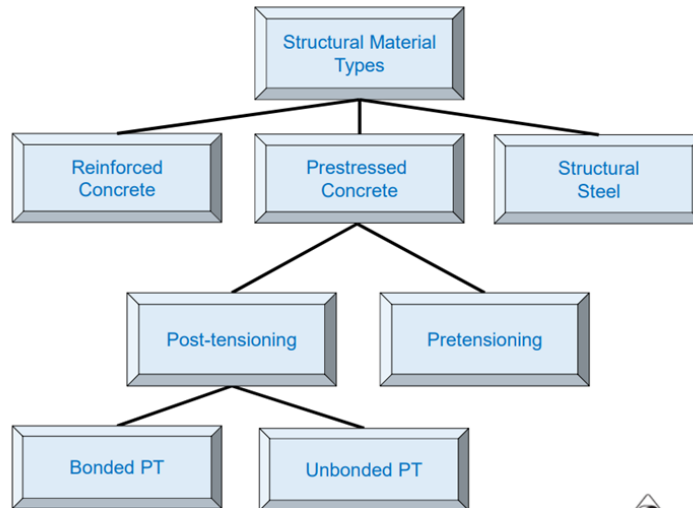 Structural Material
Types
Reinforced
Concrete
Prestressed
Concrete
Structural
Steel
Post-tensioning
Pretensioning
Bonded PT
Unbonded PT